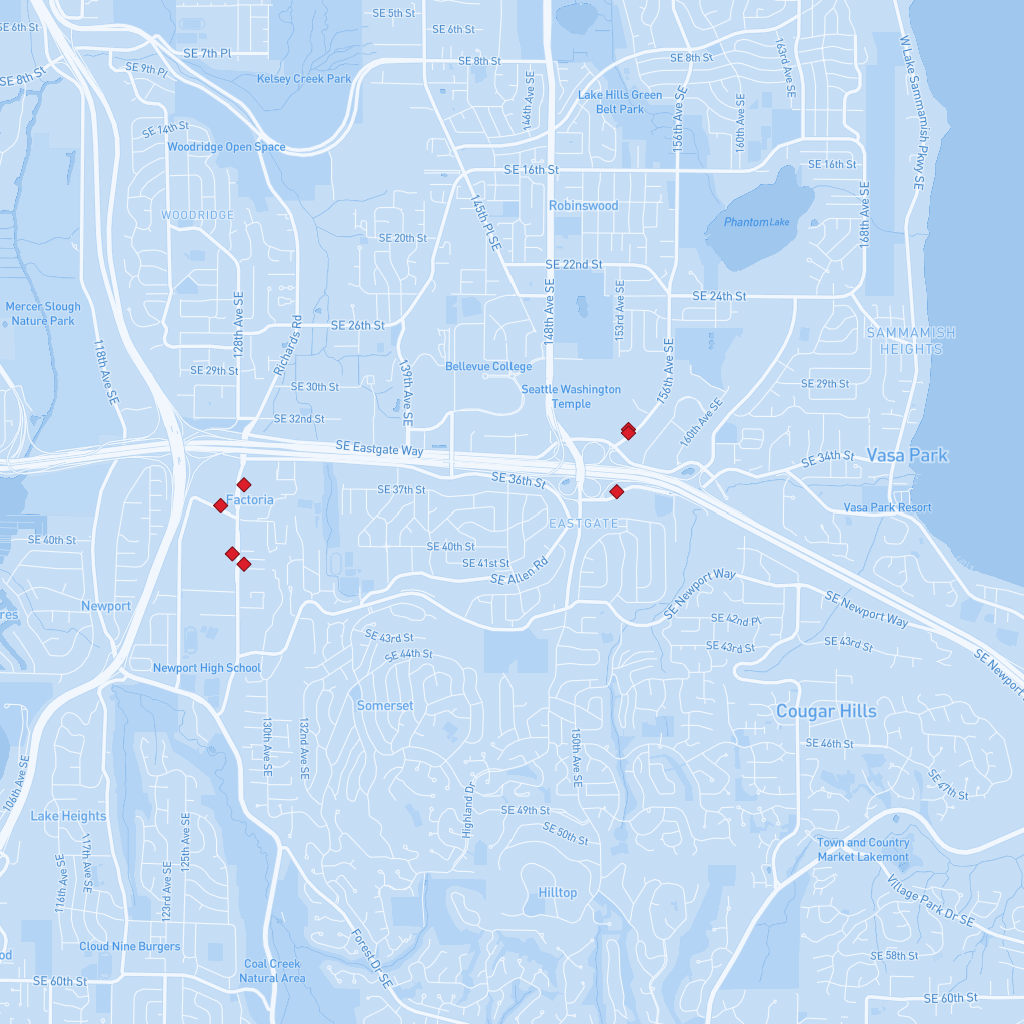 SE 5th St
SE 6th St
SE 6th St
SE 7th Pl
SE 8th St
SE 8th St
SE 9th Pl
SE 8th St
Kelsey Creek Park
163rd Ave SE
W Lake Sammamish Pkwy SE
146th Ave SE
Lake Hills Green
Belt Park
156th Ave SE
160th Ave SE
SE 14th St
Woodridge Open Space
SE 16th St
SE 16th St
WOODRIDGE
145th Pl SE
Robinswood
168th Ave SE
Phantom Lake
SE 20th St
SE 22nd St
Mercer Slough
Nature Park
128th Ave SE
Richards Rd
SE 26th St
148th Ave SE
153rd Ave SE
SE 24th St
SAMMAMISH
HEIGHTS
118th Ave SE
SE 29th St
SE 30th St
139th Ave SE
Bellevue College
156th Ave SE
SE 29th St
Seattle Washington
Temple
SE 32nd St
160th Ave SE
SE Eastgate Way
SE 34th St
Vasa Park
SE 36th St
SE 37th St
Factoria
Vasa Park Resort
EASTGATE
SE 40th St
SE 40th St
SE 41st St
SE Allen Rd
SE Newport Way
Newport
SE Newport Way
res
SE 42nd Pl
SE 43rd St
SE 43rd St
SE 43rd St
SE 44th St
Newport High School
SE Newport
Somerset
Cougar Hills
130th Ave SE
132nd Ave SE
150th Ave SE
SE 46th St
106th Ave SE
SE 47th St
Highland Dr
Lake Heights
SE 49th St
SE 50th St
117th Ave SE
125th Ave SE
Town and Country
Market Lakemont
116th Ave SE
123rd Ave SE
Hilltop
Village Park Dr SE
Cloud Nine Burgers
od
Forest Dr SE
SE 58th St
Coal Creek
Natural Area
SE 60th St
SE 60th St